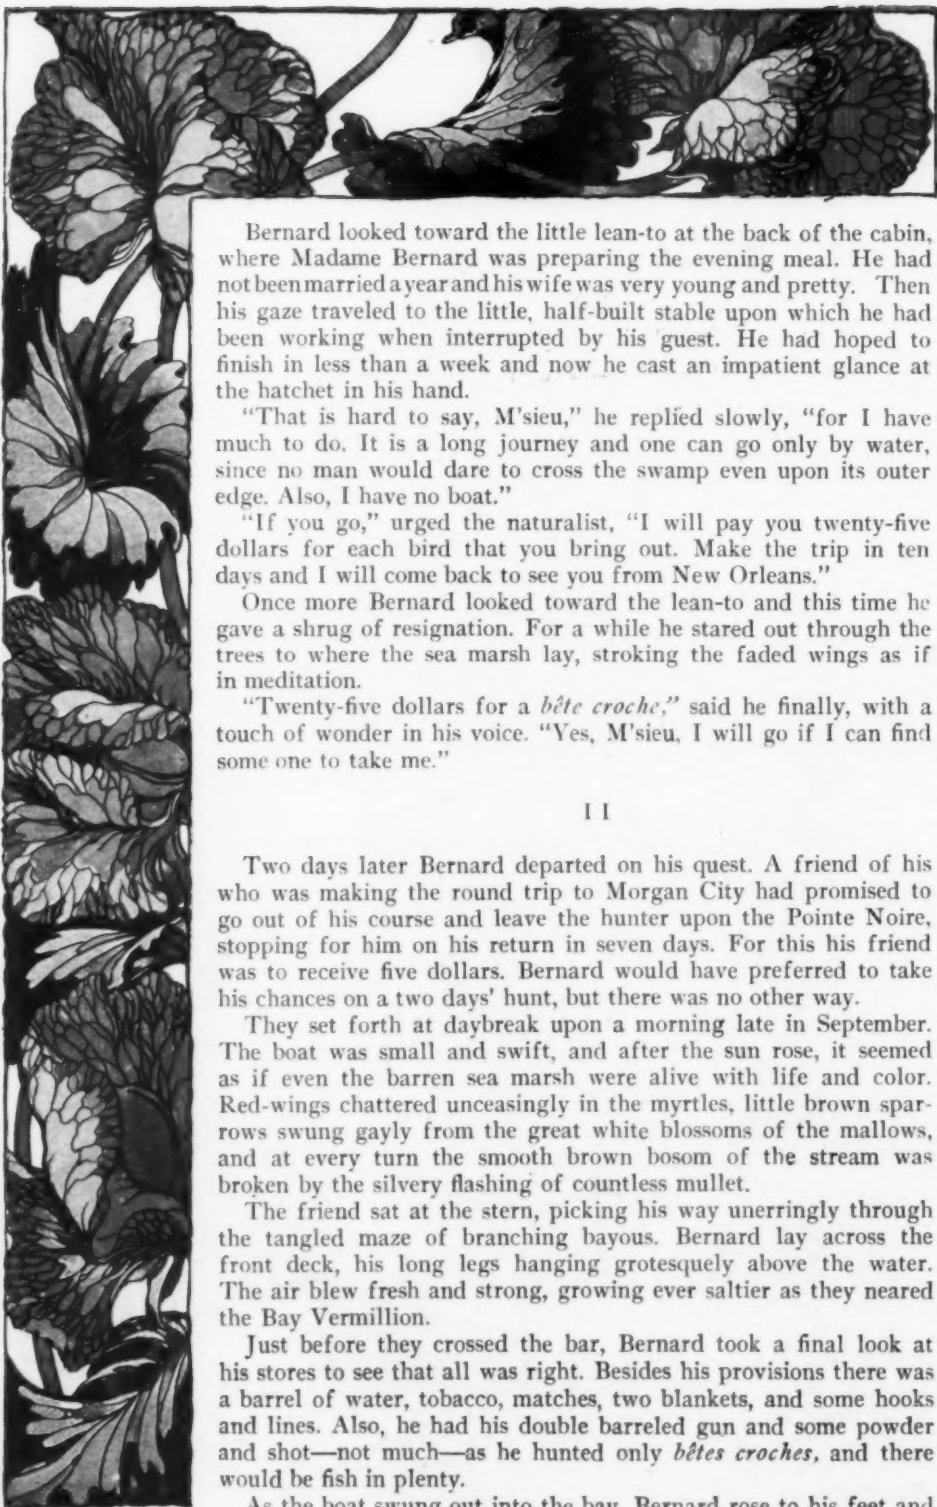 Bernard looked toward the little lean-to at the back of the cabin,
where Madame Bernard was preparing the evening meal. He had
not been married a year and his wife was very young and pretty. Then
his gaze traveled to the little, half-built stable upon which he had
been working when interrupted by his guest. He had hoped to
finish in less than a week and now he cast an impatient glance at
the hatchet in his hand.
"That is hard to say, M'sieu," he replied slowly, "for I have
much to do. It is a long journey and one can go only by water,
since no man would dare to cross the swamp even upon its outer
edge. Also, I have no boat."
"If you go," urged the naturalist, "I will pay you twenty-five
dollars for each bird that you bring out. Make the trip in ten
days and I will come back to see you from New Orleans."
Once more Bernard looked toward the lean-to and this time he
gave a shrug of resignation. For a while he stared out through the
trees to where the sea marsh lay, stroking the faded wings as if
in meditation.
"Twenty-five dollars for a bête croche," said he finally, with a
touch of wonder in his voice. "Yes, M'sieu, I will go if I can find
some one to take me."
II
Two days later Bernard departed on his quest. A friend of his
who was making the round trip to Morgan City had promised to
go out of his course and leave the hunter upon the Pointe Noire,
stopping for him on his return in seven days. For this his friend
was to receive five dollars. Bernard would have preferred to take
his chances on a two days' hunt, but there was no other way.
They set forth at daybreak upon a morning late in September.
The boat was small and swift, and after the sun rose, it seemed
as if even the barren sea marsh were alive with life and color.
Red-wings chattered unceasingly in the myrtles, little brown spar-
rows swung gayly from the great white blossoms of the mallows,
and at every turn the smooth brown bosom of the stream was
broken by the silvery flashing of countless mullet.
The friend sat at the stern, picking his way unerringly through
the tangled maze of branching bayous. Bernard lay across the
front deck, his long legs hanging grotesquely above the water.
The air blew fresh and strong, growing ever saltier as they neared
the Bay Vermillion.
Just before they crossed the bar, Bernard took a final look at
his stores to see that all was right. Besides his provisions there was
a barrel of water, tobacco, matches, two blankets, and some hooks
and lines. Also, he had his double barreled gun and some powder
and shot—not much—as he hunted only bêtes croches, and there
would be fish in plenty.
As the boat swung out into the bay, Bernard rose to his feet and